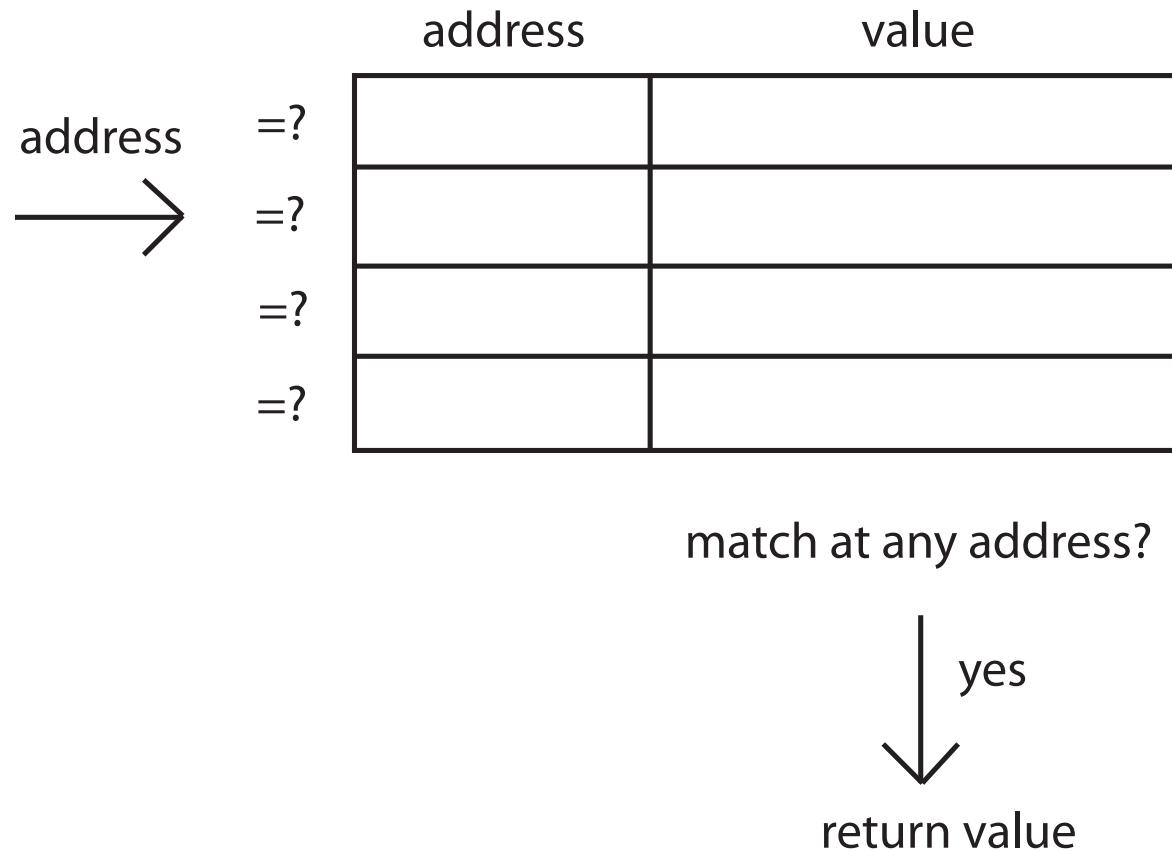 address value
address
=?
=?
=?
=?
match at any address?
yes
return value